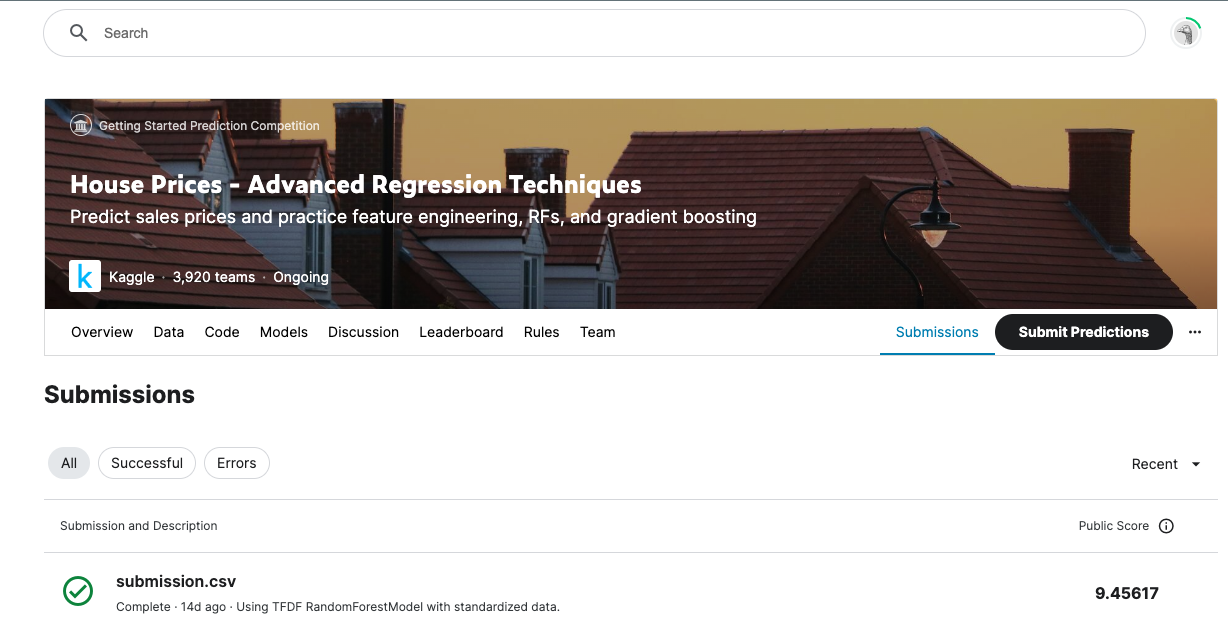 Search
Getting Started Prediction Competition
House Prices - Advanced Regression Techniques
Predict sales prices and practice feature engineering, RFs, and gradient boosting
k
Kaggle · 3,920 teams · Ongoing
Overview Data Code Models Discussion Leaderboard Rules Team Submissions Submit Predictions
Submissions
All Successful Errors Recent
Submission and Description Public Score
submission.csv
9.45617
Complete · 14d ago · Using TFDF RandomForestModel with standardized data.